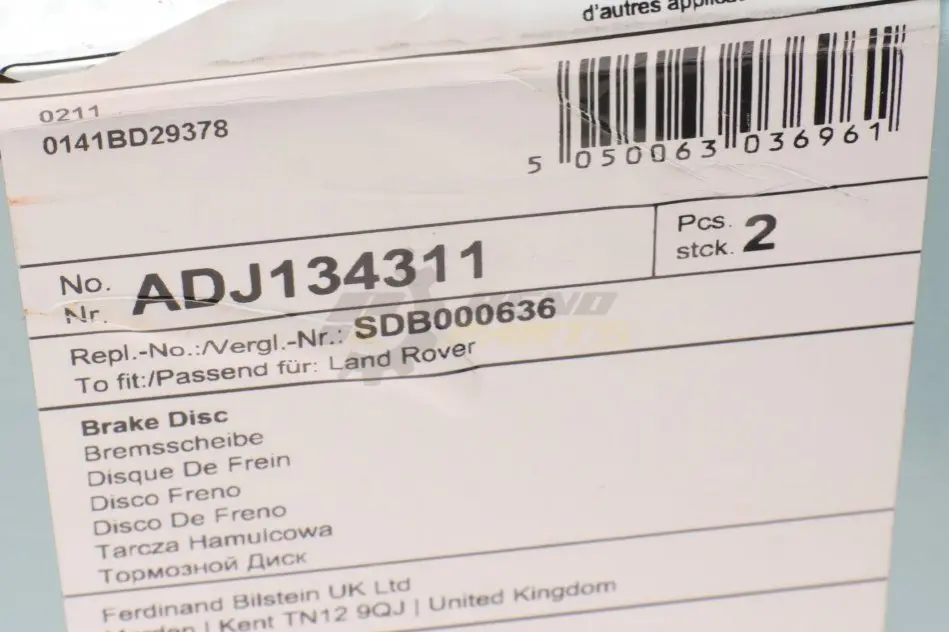 d'autres
0211
0141BD29378
5 050063 036961
No. ADJ134311
Nr.
Pcs. 2
stck.
Repl.-No.:/Vergl.-Nr.: SDB000636
To fit:/Passend für: Land Rover
Brake Disc
Bremsscheibe
Disque De Frein
Disco Freno
Disco De Freno
Tarcza Hamulcowa
Тормозной Диск
Ferdinand Bilstein UK Ltd
| Kent TN12 9QJ | United Kingdom